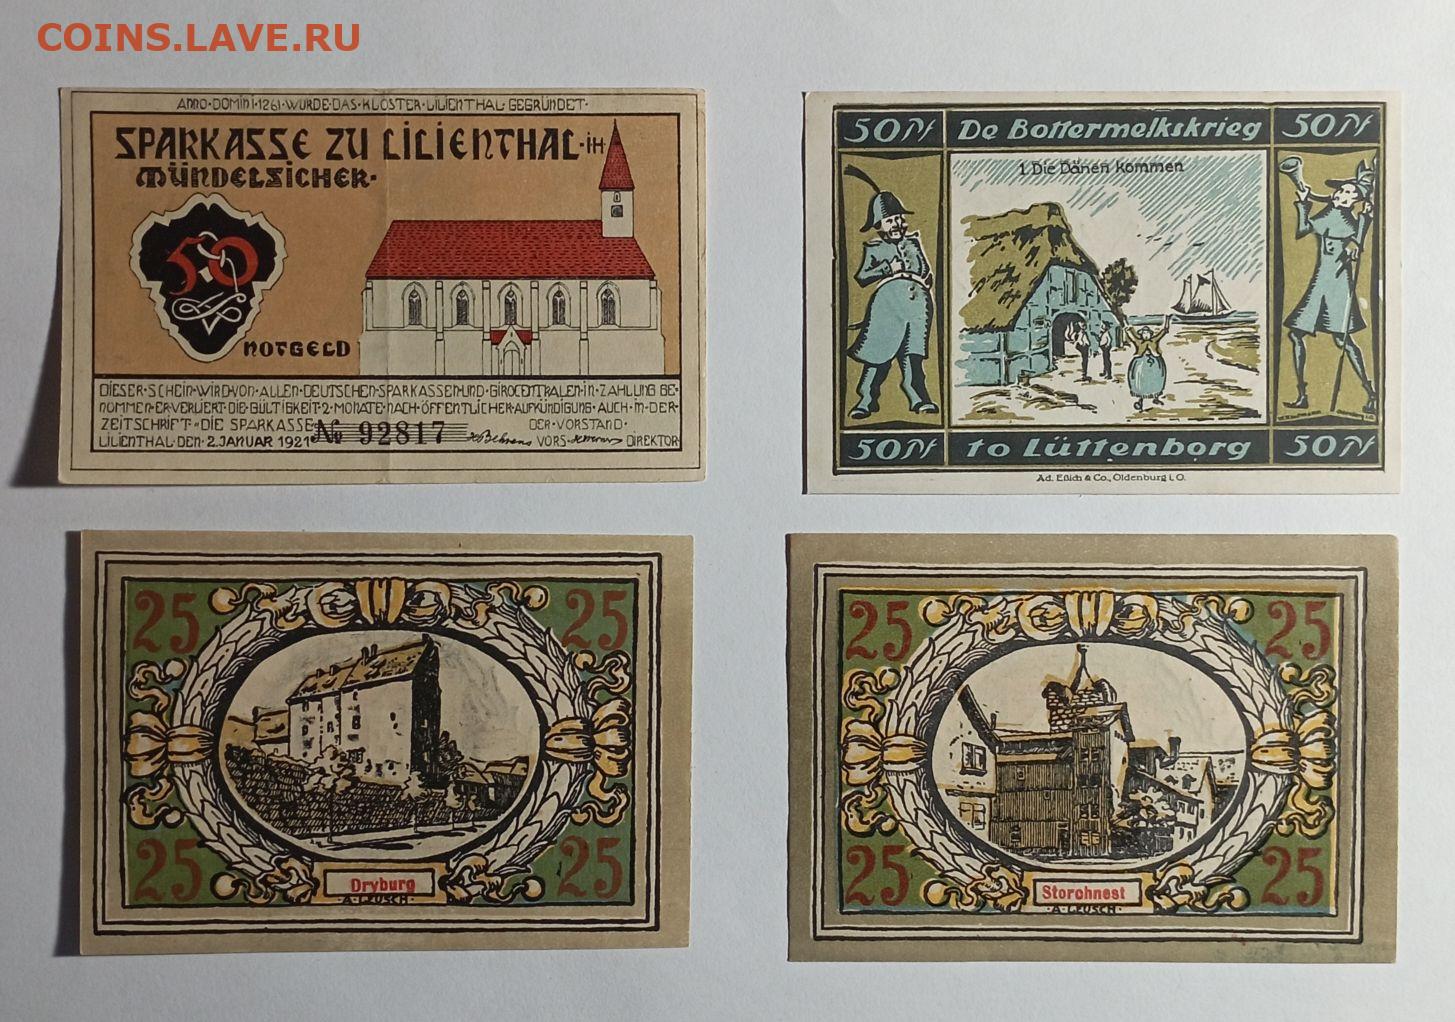 COINS.LAVE.RU
ANNO·DOMINI·1261·WURDE·DAS·KLOSTER·LILIENTHAL·GEGRÜNDET·
SPARKASSE ZU LILIENTHAL·IH
MÜNDELSICHER·
50
NOTGELD
DIESER·SCHEIN·WIRD·VON·ALLEN·DEUTSCHEN·SPARKASSEN·UND·GIROCENTRALEN·IN·ZAHLUNG GE-
NOMMEN·ER·VERLIERT·DIE·GÜLTIGKEIT·2·MONATE·NACH·ÖFFENTLICHER·AUFKÜNDIGUNG·AUCH·IN·DER·
ZEITSCHRIFT·DIE SPARKASSE· DER·VORSTAND·
LILIENTHAL·DEN·2.JANUAR 1921 № 92817 Behrens VORS· DIREKTOR
50 Pf De Bottermelkskrieg 50 Pf
1. Die Dänen kommen
50 Pf to Lüttenborg 50 Pf
Ad. Eßich & Co., Oldenburg i. O.
25 25
25 25
Dryburg
·A·LEUSCH·
25 25
25 25
Storchnest
·A·LEUSCH·